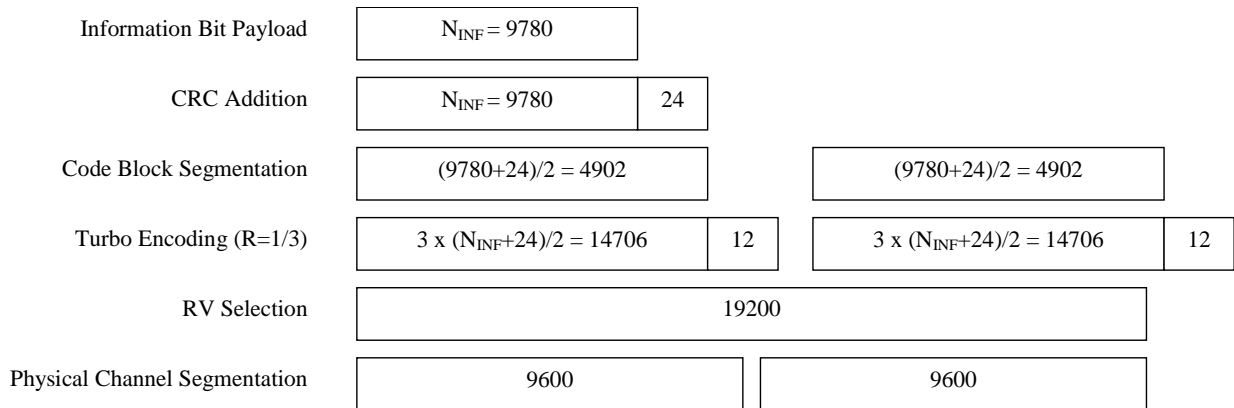 Information Bit Payload N_INF = 9780
CRC Addition N_INF = 9780 24
Code Block Segmentation (9780+24)/2 = 4902 (9780+24)/2 = 4902
Turbo Encoding (R=1/3) 3 x (N_INF+24)/2 = 14706 12 3 x (N_INF+24)/2 = 14706 12
RV Selection 19200
Physical Channel Segmentation 9600 9600